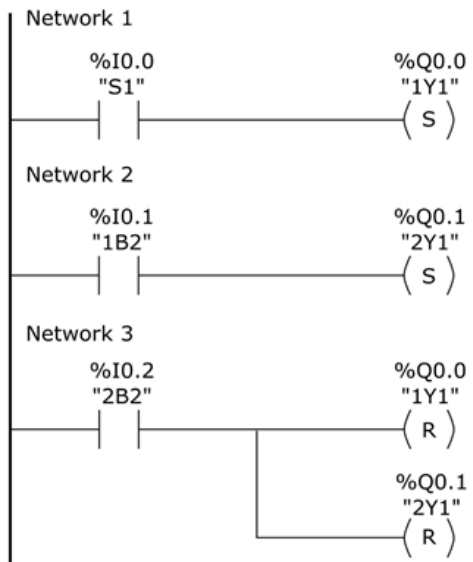 Network 1
%I0.0 %Q0.0
"S1" "1Y1"
S
Network 2
%I0.1 %Q0.1
"1B2" "2Y1"
S
Network 3
%I0.2 %Q0.0
"2B2" "1Y1"
R
%Q0.1
"2Y1"
R